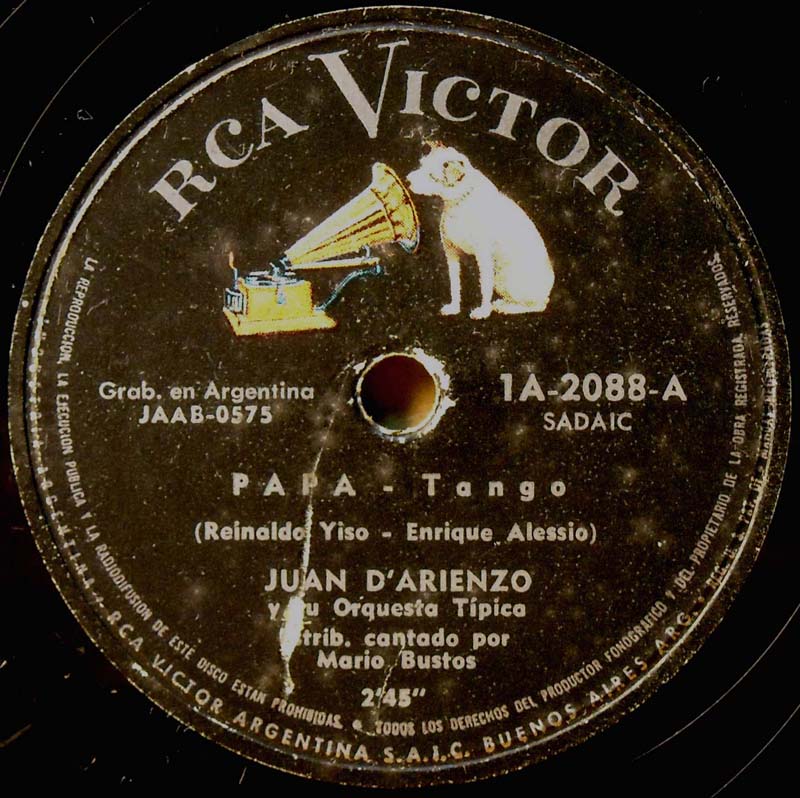 RCA VICTOR
Grab. en Argentina
JAAB-0575
1A-2088-A
SADAIC
PAPA - Tango
(Reinaldo Yiso - Enrique Alessio)
JUAN D'ARIENZO
y su Orquesta Típica
trib. cantado por
Mario Bustos
2'45"
LA REPRODUCCION, LA EJECUCION PUBLICA Y LA RADIODIFUSION DE ESTE DISCO ESTAN PROHIBIDAS. TODOS LOS DERECHOS DEL PRODUCTOR FONOGRAFICO Y DEL PROPIETARIO DE LA OBRA REGISTRADA, RESERVADOS.
INDUSTRIA ARGENTINA - RCA VICTOR ARGENTINA S.A.I.C. BUENOS AIRES ARG.